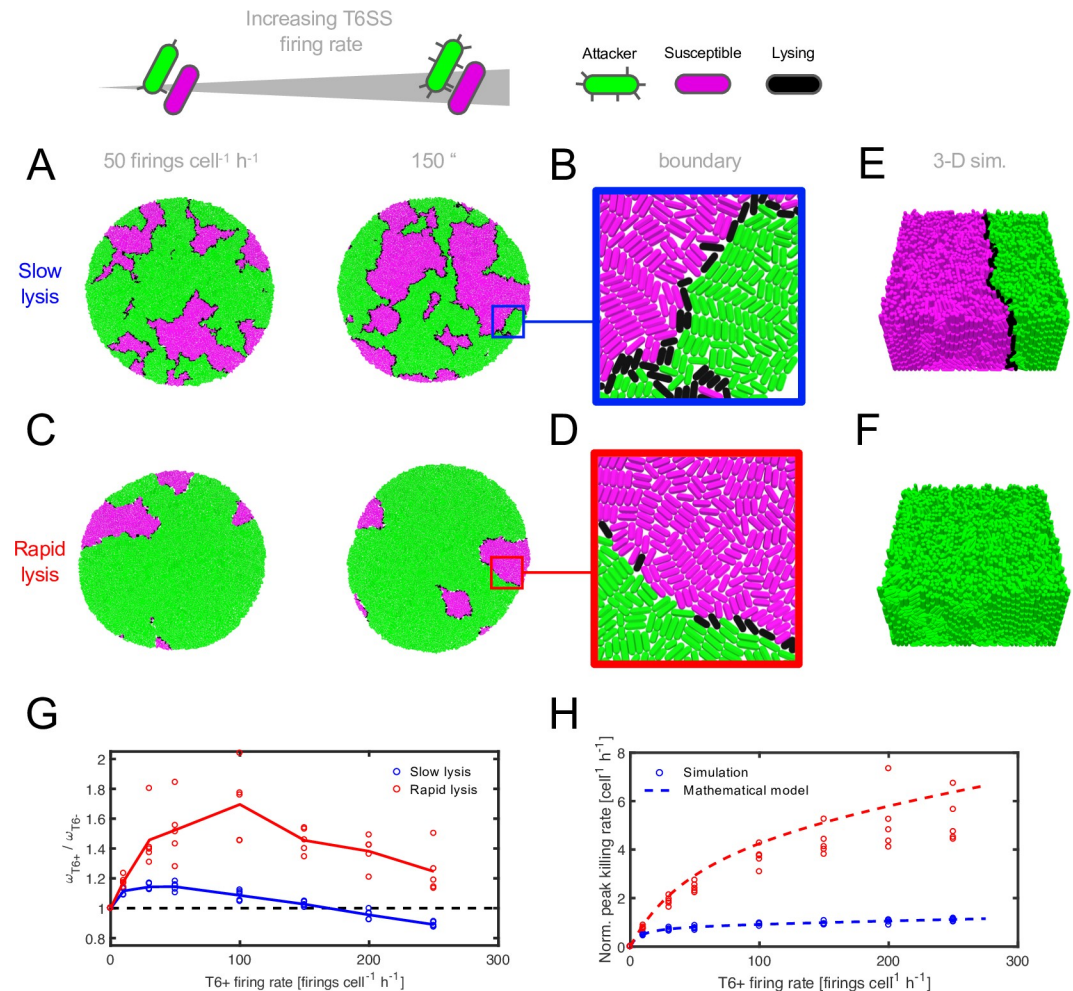 Increasing T6SS
firing rate
Attacker Susceptible Lysing
A 50 firings cell-1 h-1 150 “ B boundary E 3-D sim.
Slow
lysis
C D F
Rapid
lysis
G H
ωT6+ / ωT6-
2
1.8
1.6
1.4
1.2
1
0.8
Slow lysis
Rapid lysis
0 100 200 300
T6+ firing rate [firings cell-1 h-1]
Norm. peak killing rate [cell1 h-1]
8
6
4
2
0
Simulation
Mathematical model
0 100 200 300
T6+ firing rate [firings cell1 h-1]